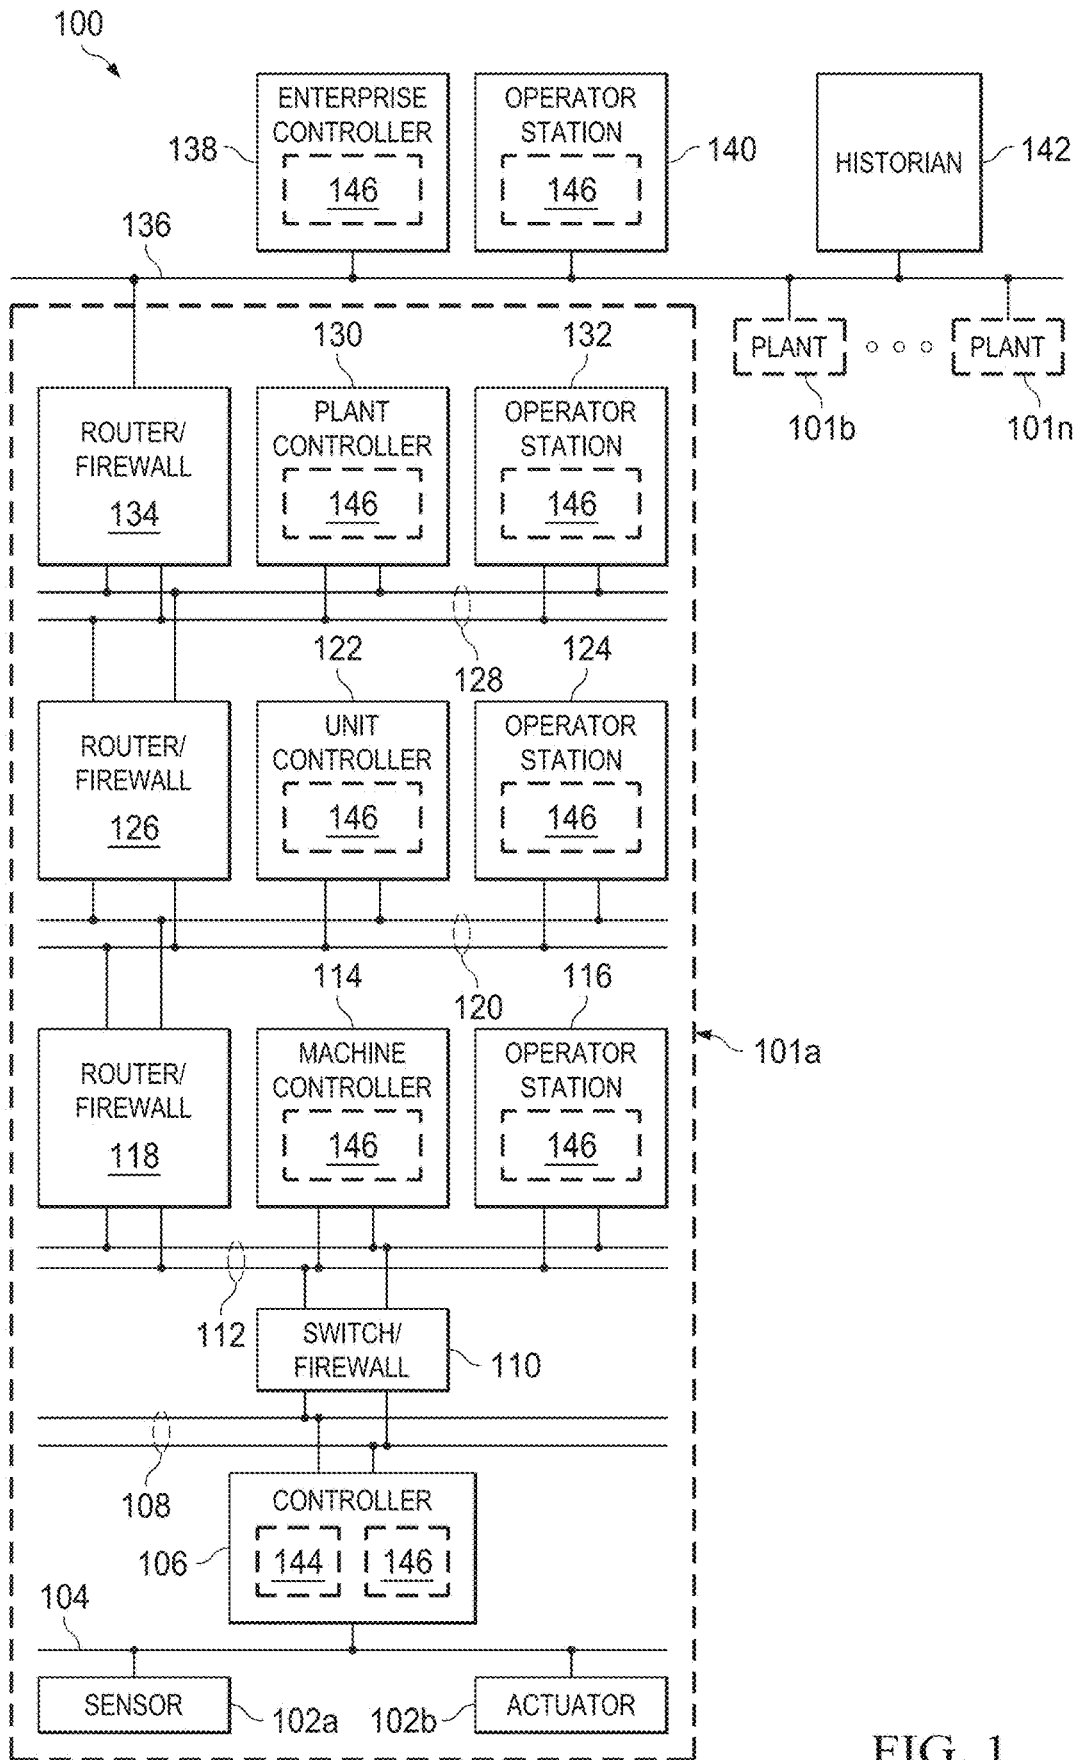 100
ENTERPRISE
CONTROLLER
146
138
OPERATOR
STATION
146
140
HISTORIAN
142
136
PLANT
101b
PLANT
101n
130
132
ROUTER/
FIREWALL
134
PLANT
CONTROLLER
146
OPERATOR
STATION
146
128
122
124
ROUTER/
FIREWALL
126
UNIT
CONTROLLER
146
OPERATOR
STATION
146
120
114
116
ROUTER/
FIREWALL
118
MACHINE
CONTROLLER
146
OPERATOR
STATION
146
101a
112
SWITCH/
FIREWALL
110
108
CONTROLLER
144
146
106
104
SENSOR
102a
102b
ACTUATOR
FIG. 1